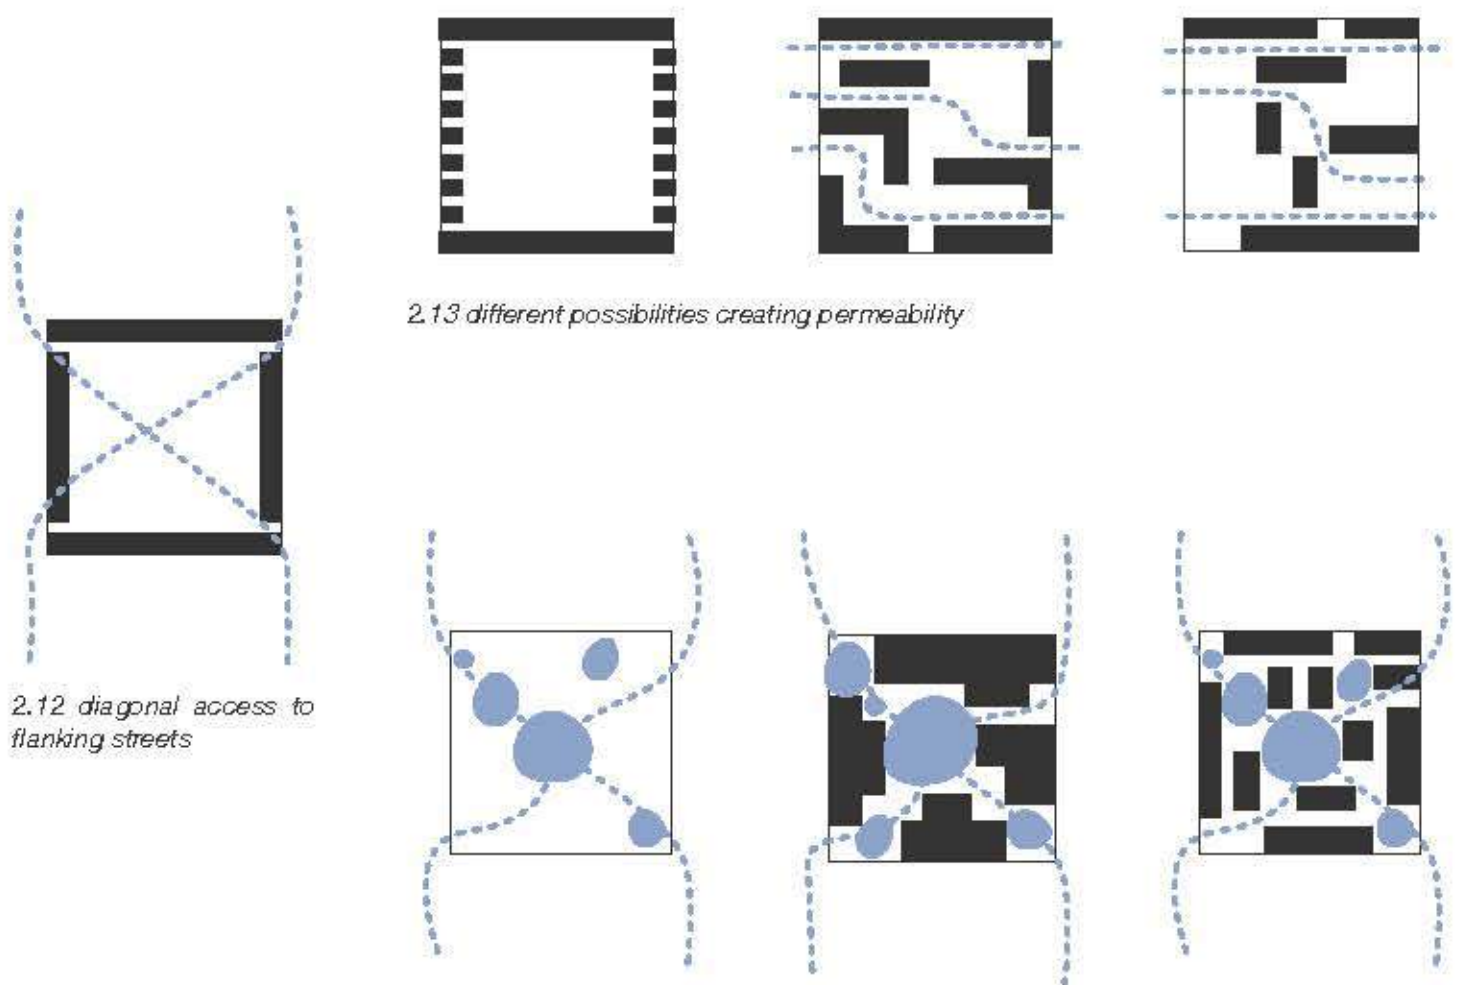 2.13 different possibilities creating permeability
2.12 diagonal access to
flanking streets